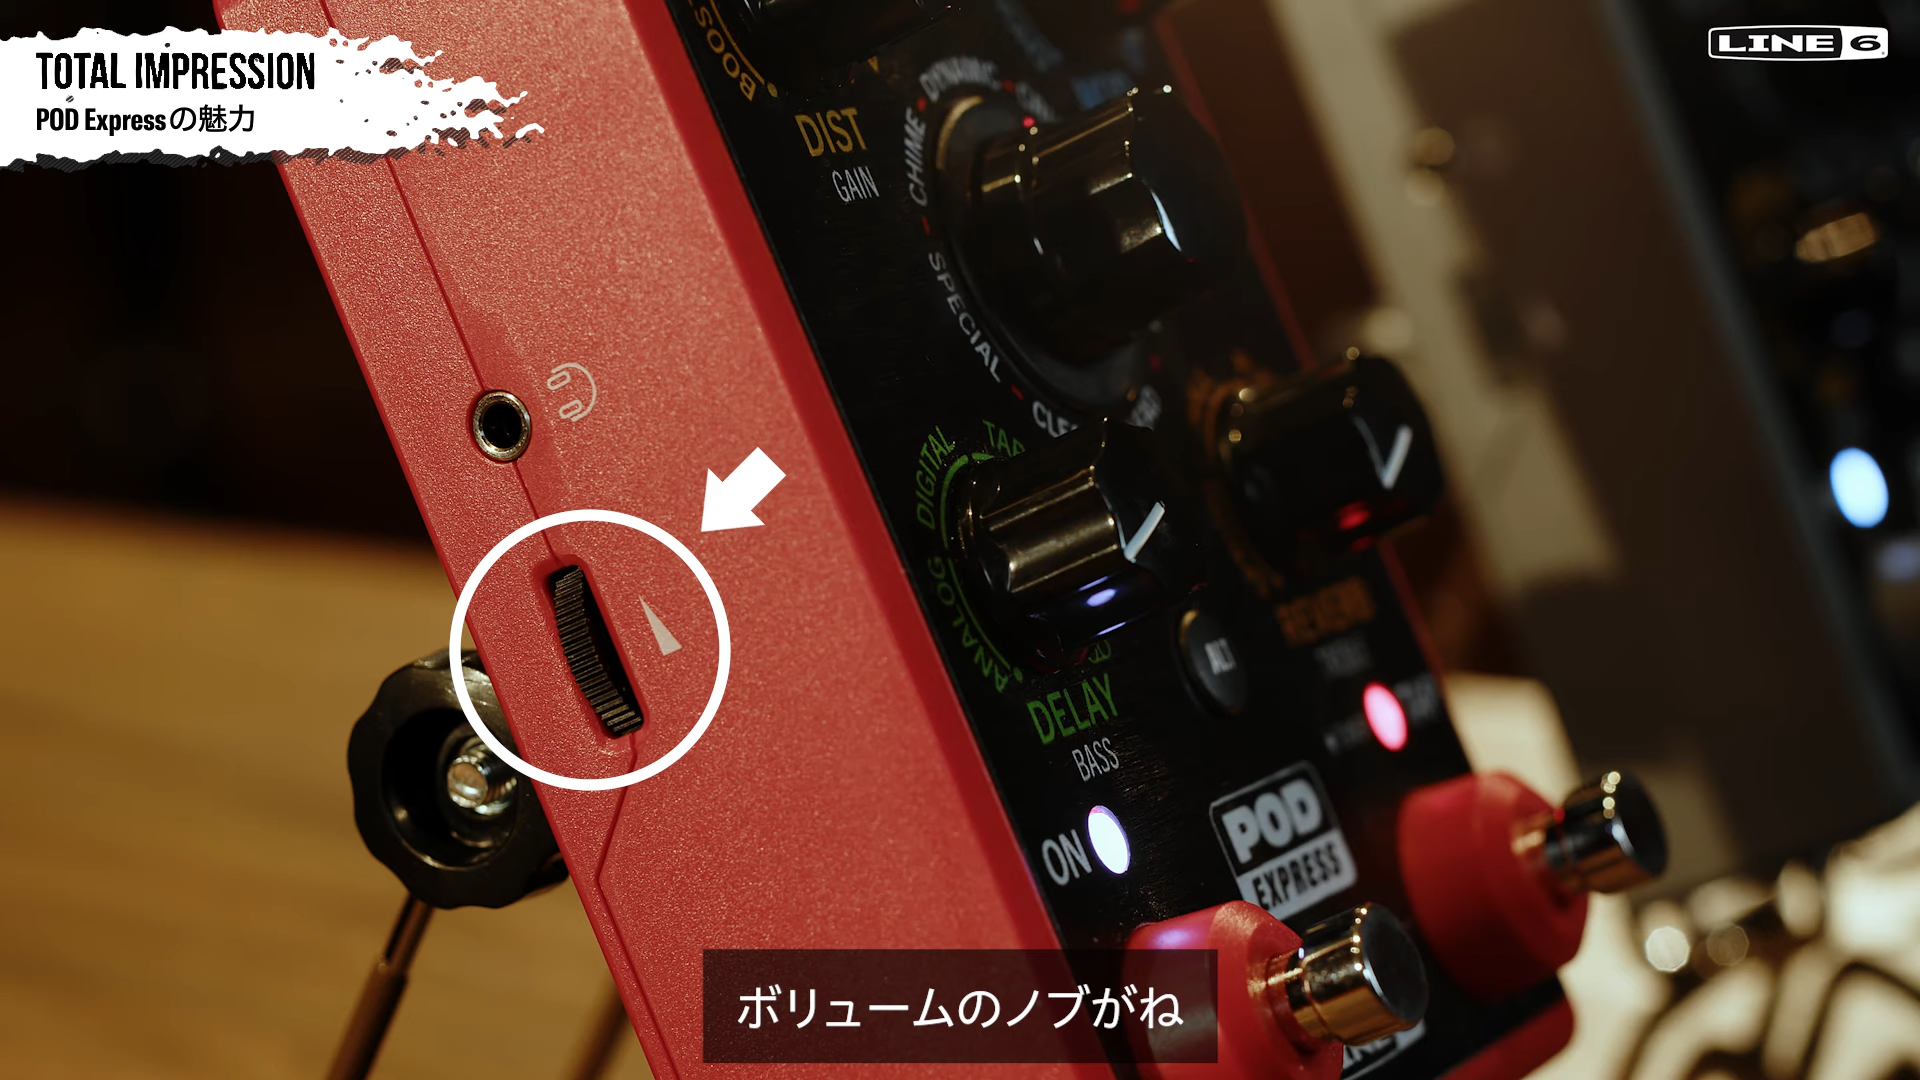 TOTAL IMPRESSION
POD Expressの魅力
LINE 6
BOOST
DIST
GAIN
CHIME
DYNAMIC
SPECIAL
DIGITAL
ANALOG
DELAY
BASS
ALT
REVERB
ON
POD
EXPRESS
ボリュームのノブがね